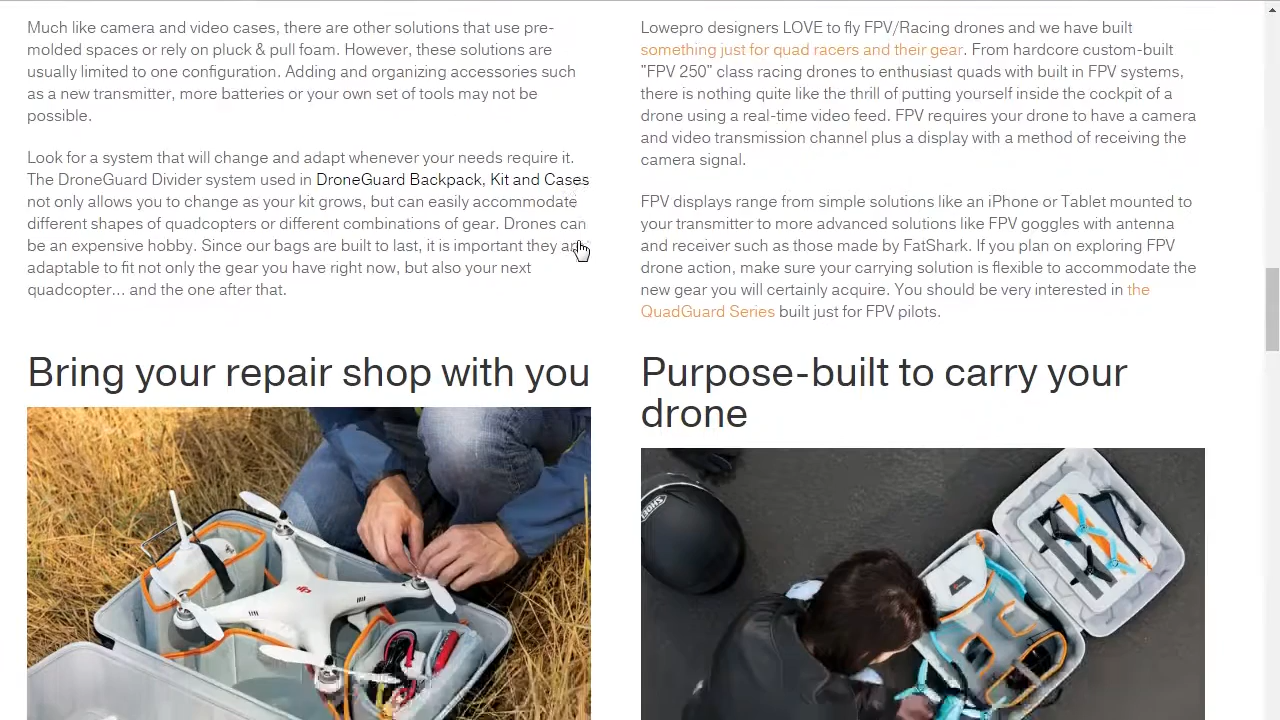 Much like camera and video cases, there are other solutions that use pre-
molded spaces or rely on pluck & pull foam. However, these solutions are
usually limited to one configuration. Adding and organizing accessories such
as a new transmitter, more batteries or your own set of tools may not be
possible.
Look for a system that will change and adapt whenever your needs require it.
The DroneGuard Divider system used in DroneGuard Backpack, Kit and Cases
not only allows you to change as your kit grows, but can easily accommodate
different shapes of quadcopters or different combinations of gear. Drones can
be an expensive hobby. Since our bags are built to last, it is important they are
adaptable to fit not only the gear you have right now, but also your next
quadcopter... and the one after that.
Bring your repair shop with you
Lowepro designers LOVE to fly FPV/Racing drones and we have built
something just for quad racers and their gear. From hardcore custom-built
"FPV 250" class racing drones to enthusiast quads with built in FPV systems,
there is nothing quite like the thrill of putting yourself inside the cockpit of a
drone using a real-time video feed. FPV requires your drone to have a camera
and video transmission channel plus a display with a method of receiving the
camera signal.
FPV displays range from simple solutions like an iPhone or Tablet mounted to
your transmitter to more advanced solutions like FPV goggles with antenna
and receiver such as those made by FatShark. If you plan on exploring FPV
drone action, make sure your carrying solution is flexible to accommodate the
new gear you will certainly acquire. You should be very interested in the
QuadGuard Series built just for FPV pilots.
Purpose-built to carry your
drone
SHOEI